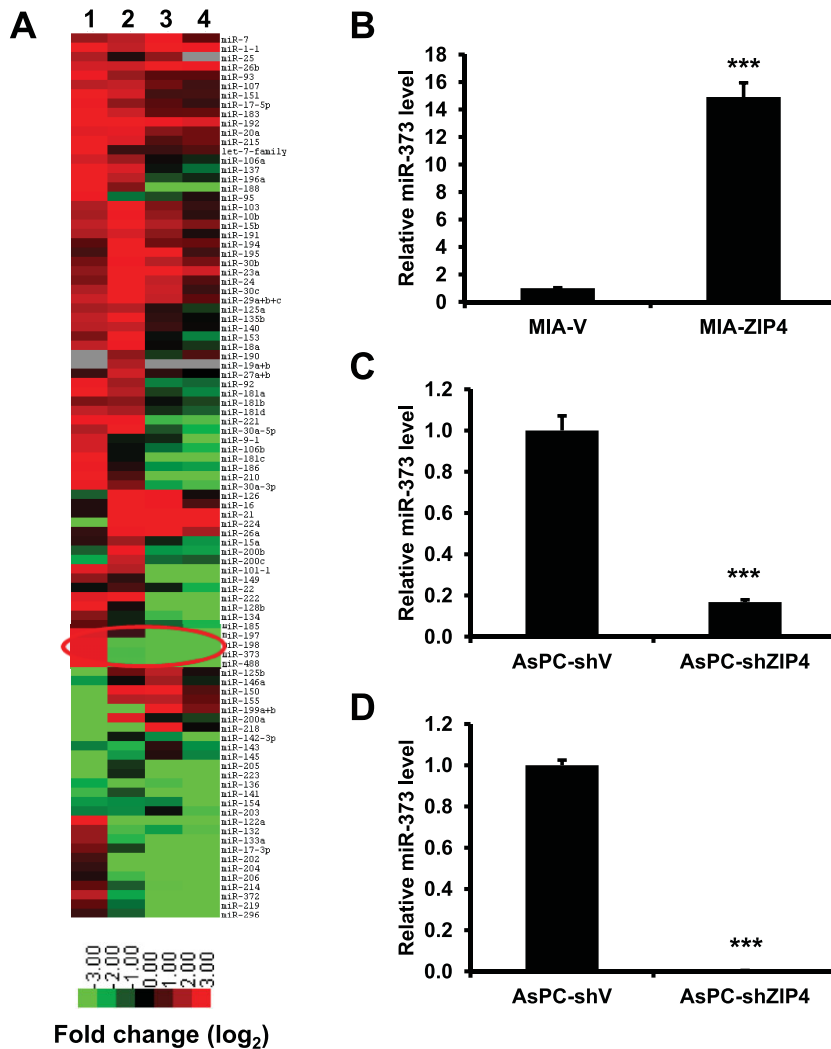 A
1 2 3 4
miR-7
miR-1-1
miR-25
miR-26b
miR-93
miR-107
miR-151
miR-17-5p
miR-183
miR-192
miR-20a
miR-215
let-7-family
miR-106a
miR-137
miR-196a
miR-188
miR-95
miR-103
miR-10b
miR-15b
miR-191
miR-194
miR-195
miR-30b
miR-23a
miR-24
miR-30c
miR-29a+b+c
miR-125a
miR-135b
miR-140
miR-153
miR-18a
miR-190
miR-19a+b
miR-27a+b
miR-92
miR-181a
miR-181b
miR-181d
miR-221
miR-30a-5p
miR-9-1
miR-106b
miR-181c
miR-186
miR-210
miR-30a-3p
miR-126
miR-16
miR-21
miR-224
miR-26a
miR-15a
miR-200b
miR-200c
miR-101-1
miR-149
miR-22
miR-222
miR-128b
miR-134
miR-185
miR-197
miR-198
miR-373
miR-488
miR-125b
miR-146a
miR-150
miR-155
miR-199a+b
miR-200a
miR-218
miR-142-3p
miR-143
miR-145
miR-205
miR-223
miR-136
miR-141
miR-154
miR-203
miR-122a
miR-132
miR-133a
miR-17-3p
miR-202
miR-204
miR-206
miR-214
miR-372
miR-219
miR-296
-3.00 -2.00 -1.00 0.00 1.00 2.00 3.00
Fold change (log2)
B
Relative miR-373 level
18
16
14
12
10
8
6
4
2
0
***
MIA-V MIA-ZIP4
C
Relative miR-373 level
1.2
1.0
0.8
0.6
0.4
0.2
0.0
***
AsPC-shV AsPC-shZIP4
D
Relative miR-373 level
1.2
1.0
0.8
0.6
0.4
0.2
0.0
***
AsPC-shV AsPC-shZIP4